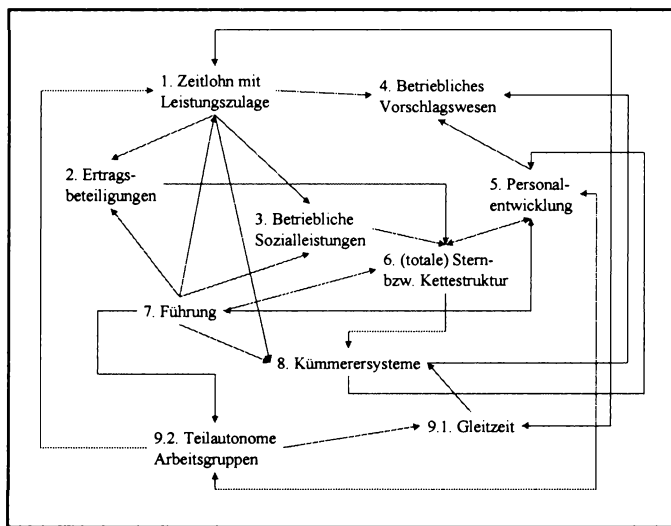 1. Zeitlohn mit
Leistungszulage
4. Betriebliches
Vorschlagswesen
2. Ertrags-
beteiligungen
5. Personal-
entwicklung
3. Betriebliche
Sozialleistungen
6. (totale) Stern-
bzw. Kettestruktur
7. Führung
8. Kümmerersysteme
9.1. Gleitzeit
9.2. Teilautonome
Arbeitsgruppen